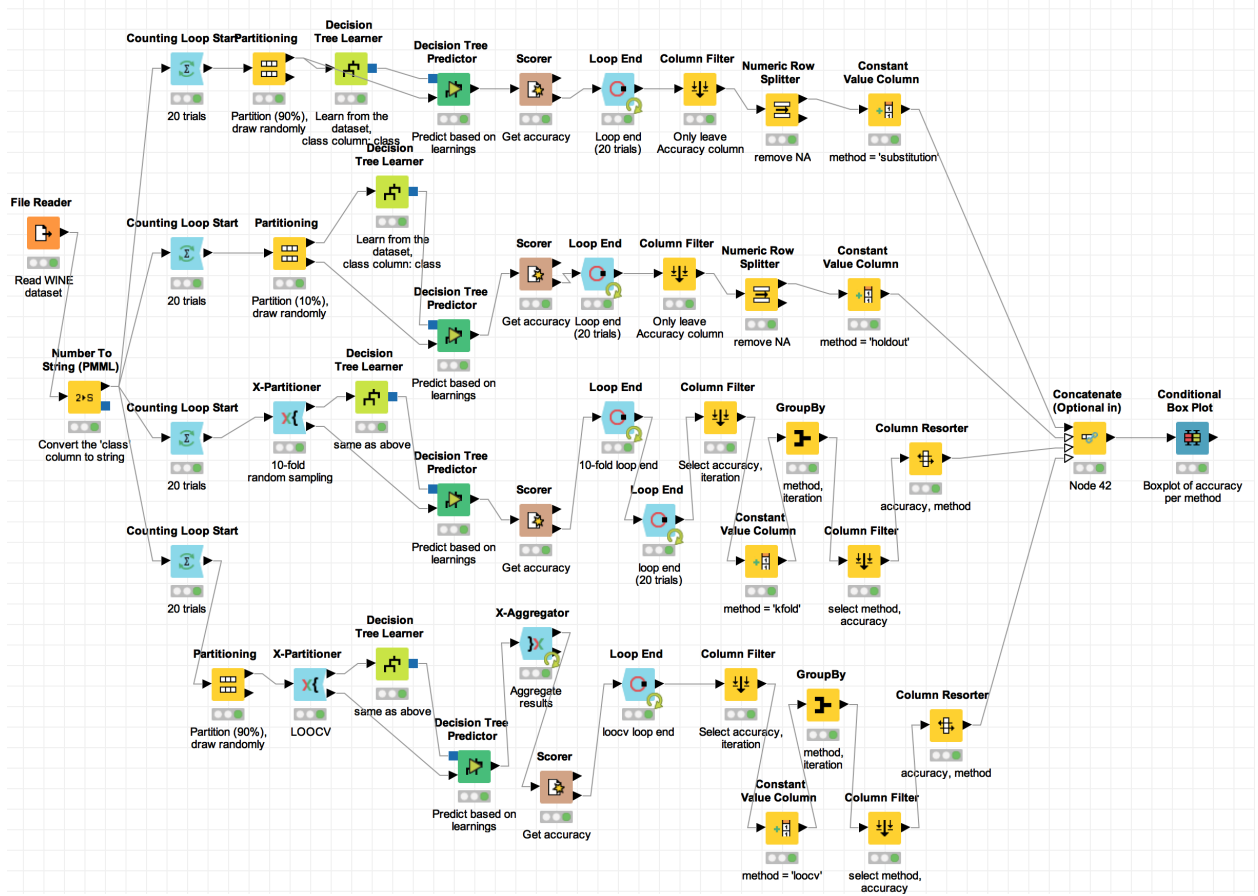 Counting Loop Start
20 trials
Partitioning
Partition (90%),
draw randomly
Decision
Tree Learner
Learn from the
dataset,
class column: class
Decision Tree
Predictor
Predict based on
learnings
Scorer
Get accuracy
Loop End
Loop end
(20 trials)
Column Filter
Only leave
Accuracy column
Numeric Row
Splitter
remove NA
Constant
Value Column
method = 'substitution'
File Reader
Read WINE
dataset
Number To
String (PMML)
2
S
Convert the 'class
column to string
Counting Loop Start
20 trials
Partitioning
Partition (10%),
draw randomly
Decision
Tree Learner
Learn from the
dataset,
class column: class
Decision Tree
Predictor
Predict based on
learnings
Scorer
Get accuracy
Loop End
Loop end
(20 trials)
Column Filter
Only leave
Accuracy column
Numeric Row
Splitter
remove NA
Constant
Value Column
method = 'holdout'
Counting Loop Start
20 trials
X-Partitioner
X{
10-fold
random sampling
Decision
Tree Learner
same as above
Decision Tree
Predictor
Predict based on
learnings
Scorer
Get accuracy
Loop End
10-fold loop end
Loop End
loop end
(20 trials)
Column Filter
Select accuracy,
iteration
Constant
Value Column
method = 'kfold'
GroupBy
method,
iteration
Column Filter
select method,
accuracy
Column Resorter
accuracy, method
Concatenate
(Optional in)
Node 42
Conditional
Box Plot
Boxplot of accuracy
per method
Counting Loop Start
20 trials
Partitioning
Partition (90%),
draw randomly
X-Partitioner
X{
LOOCV
Decision
Tree Learner
same as above
Decision Tree
Predictor
Predict based on
learnings
X-Aggregator
}X
Aggregate
results
Scorer
Get accuracy
Loop End
loocv loop end
Column Filter
Select accuracy,
iteration
Constant
Value Column
method = 'loocv'
GroupBy
method,
iteration
Column Filter
select method,
accuracy
Column Resorter
accuracy, method